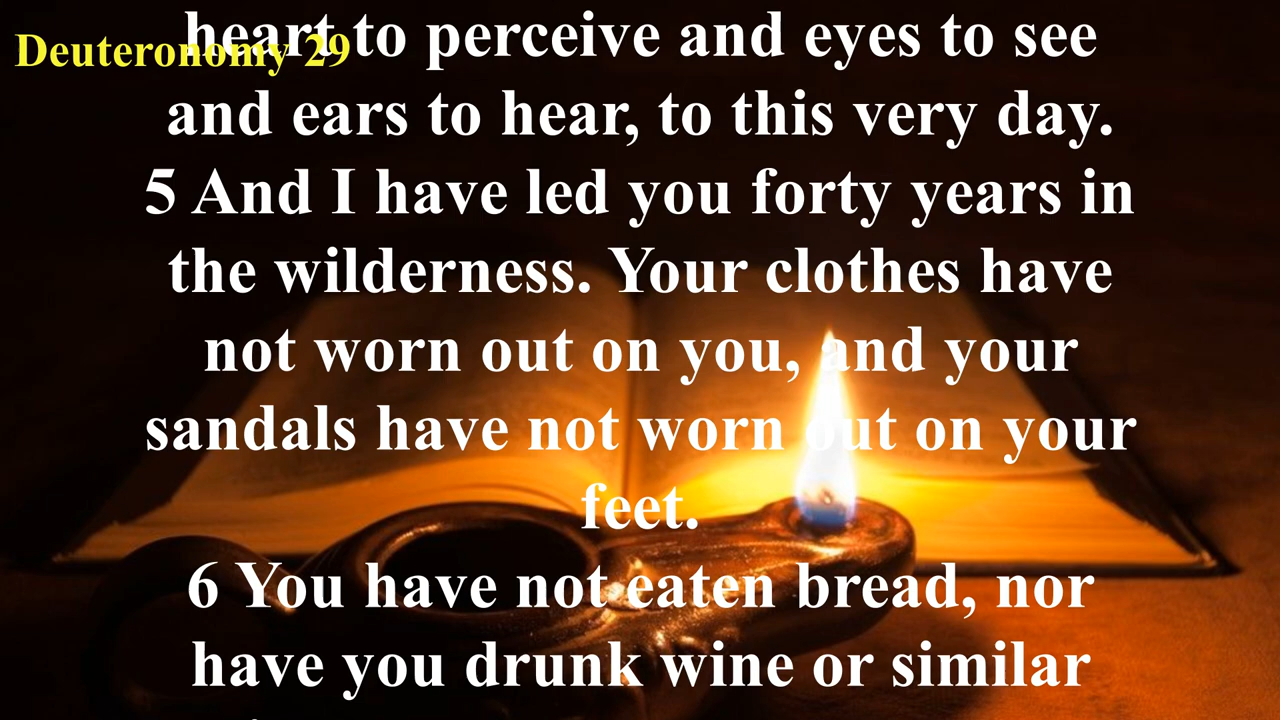 Deuteronomy 29
heart to perceive and eyes to see
and ears to hear, to this very day.
5 And I have led you forty years in
the wilderness. Your clothes have
not worn out on you, and your
sandals have not worn out on your
feet.
6 You have not eaten bread, nor
have you drunk wine or similar